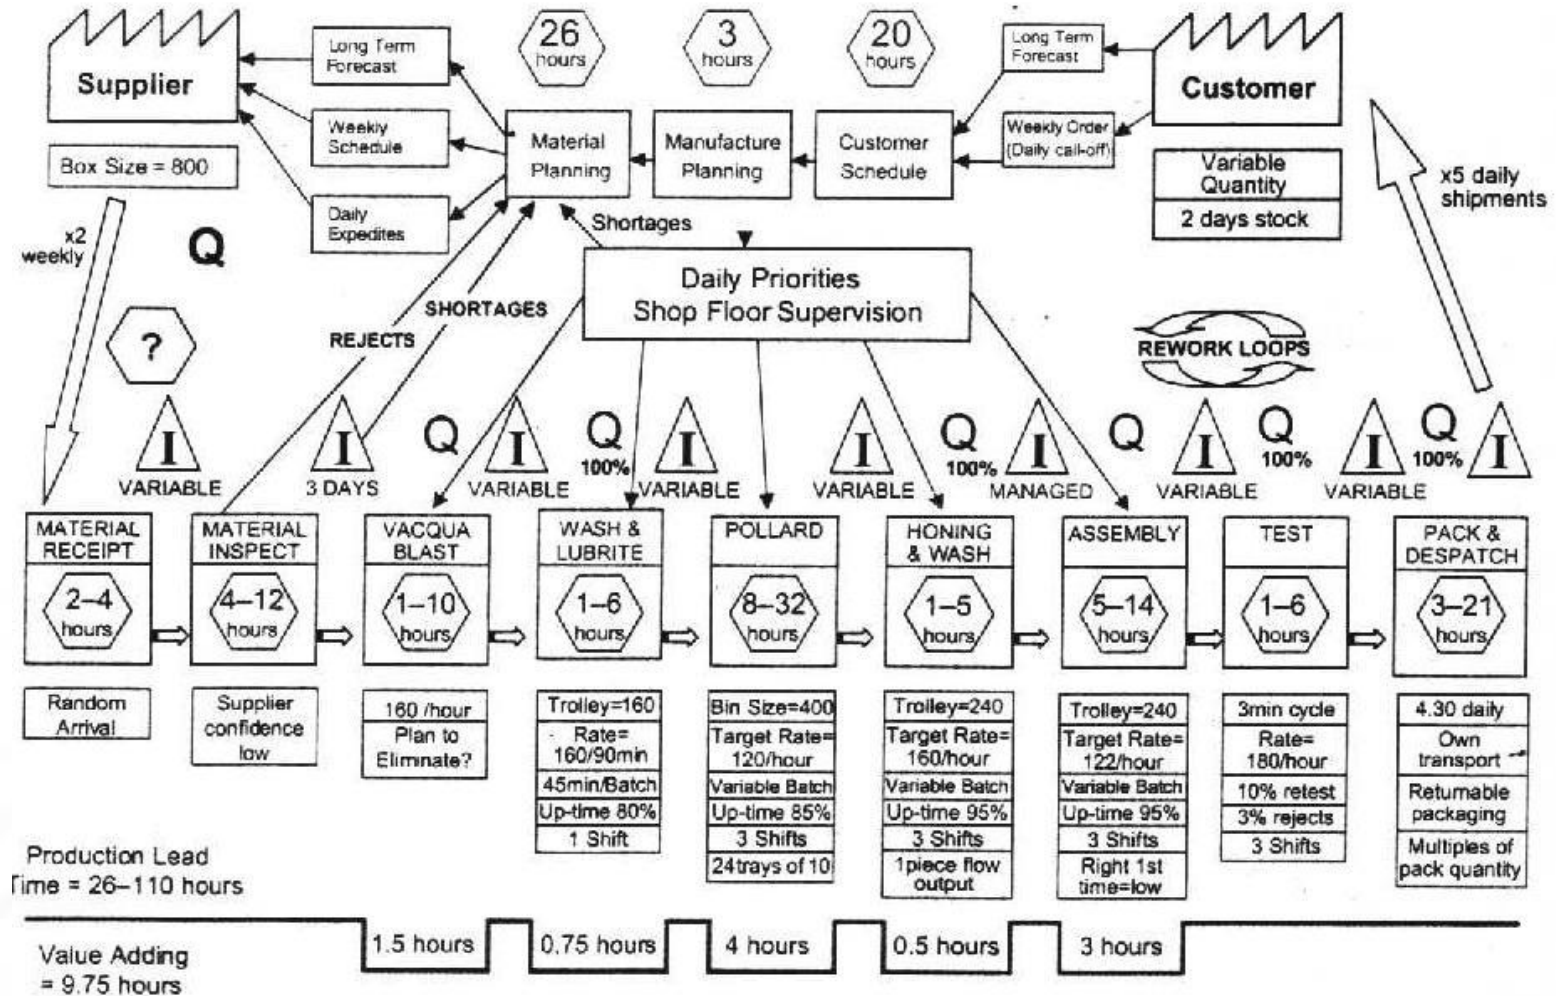 Supplier
Box Size = 800
x2
weekly
Q
?
Long Term
Forecast
Weekly
Schedule
Daily
Expedites
26
hours
3
hours
20
hours
Material
Planning
Manufacture
Planning
Customer
Schedule
Long Term
Forecast
Weekly Order
(Daily call-off)
Customer
Variable
Quantity
2 days stock
x5 daily
shipments
Shortages
SHORTAGES
REJECTS
Daily Priorities
Shop Floor Supervision
REWORK LOOPS
I
VARIABLE
I
3 DAYS
Q
I
VARIABLE
Q
100%
I
VARIABLE
I
VARIABLE
Q
100%
I
MANAGED
Q
I
VARIABLE
Q
100%
I
VARIABLE
Q
100%
I
MATERIAL
RECEIPT
2–4
hours
Random
Arrival
MATERIAL
INSPECT
4–12
hours
Supplier
confidence
low
VACQUA
BLAST
1–10
hours
160 /hour
Plan to
Eliminate?
WASH &
LUBRITE
1–6
hours
Trolley=160
Rate=
160/90min
45min/Batch
Up-time 80%
1 Shift
POLLARD
8–32
hours
Bin Size=400
Target Rate=
120/hour
Variable Batch
Up-time 85%
3 Shifts
24trays of 10
HONING
& WASH
1–5
hours
Trolley=240
Target Rate=
160/hour
Variable Batch
Up-time 95%
3 Shifts
1piece flow
output
ASSEMBLY
5–14
hours
Trolley=240
Target Rate=
122/hour
Variable Batch
Up-time 95%
3 Shifts
Right 1st
time=low
TEST
1–6
hours
3min cycle
Rate=
180/hour
10% retest
3% rejects
3 Shifts
PACK &
DESPATCH
3–21
hours
4.30 daily
Own
transport
Returnable
packaging
Multiples of
pack quantity
Production Lead
Time = 26–110 hours
Value Adding
= 9.75 hours
1.5 hours
0.75 hours
4 hours
0.5 hours
3 hours